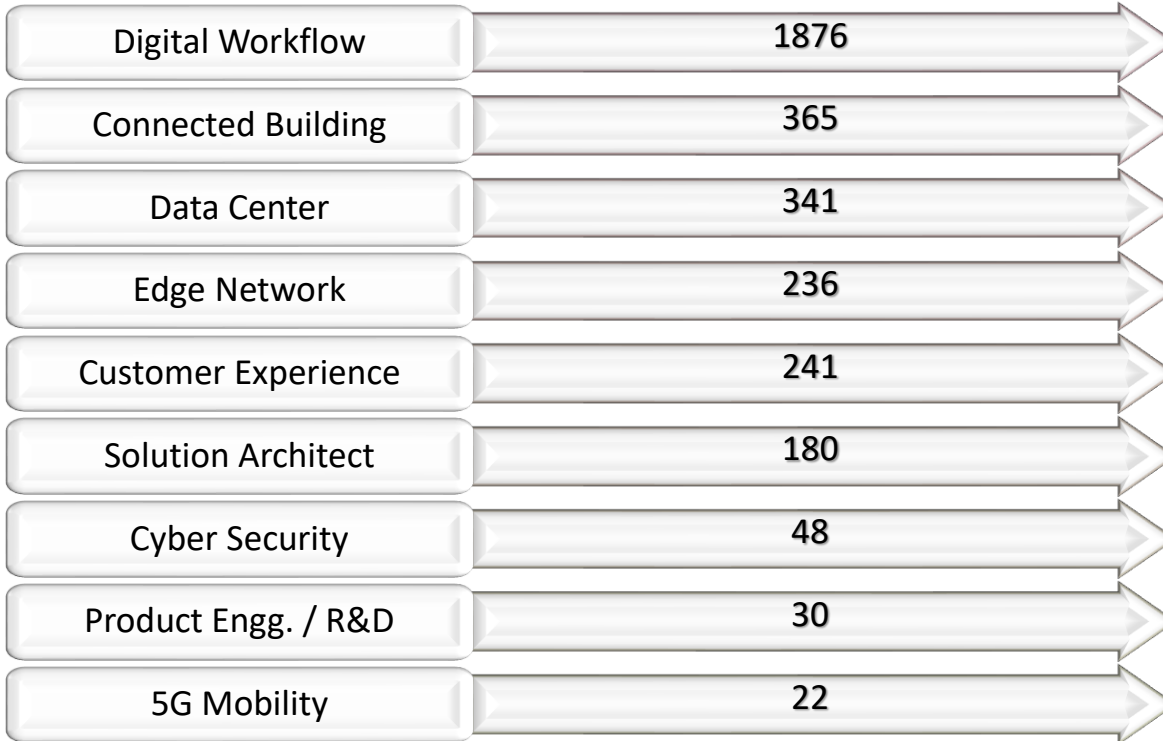 Digital Workflow 1876
Connected Building 365
Data Center 341
Edge Network 236
Customer Experience 241
Solution Architect 180
Cyber Security 48
Product Engg. / R&D 30
5G Mobility 22